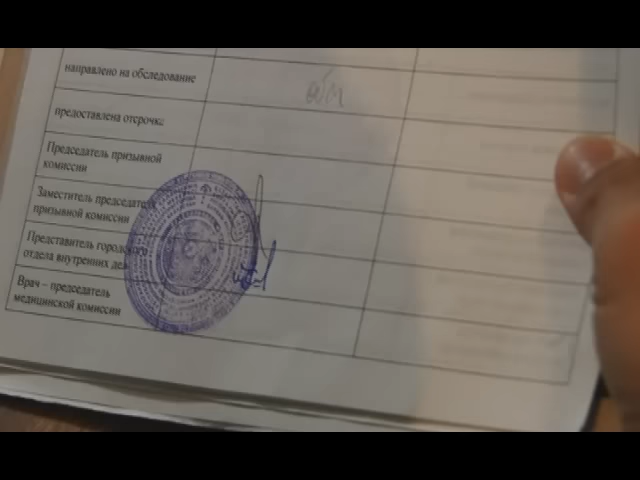 направлено на обследование
предоставлена отсрочка
Председатель призывной
комиссии
Заместитель председателя
призывной комиссии
Представитель городского
отдела внутренних дел
Врач – председатель
медицинской комиссии